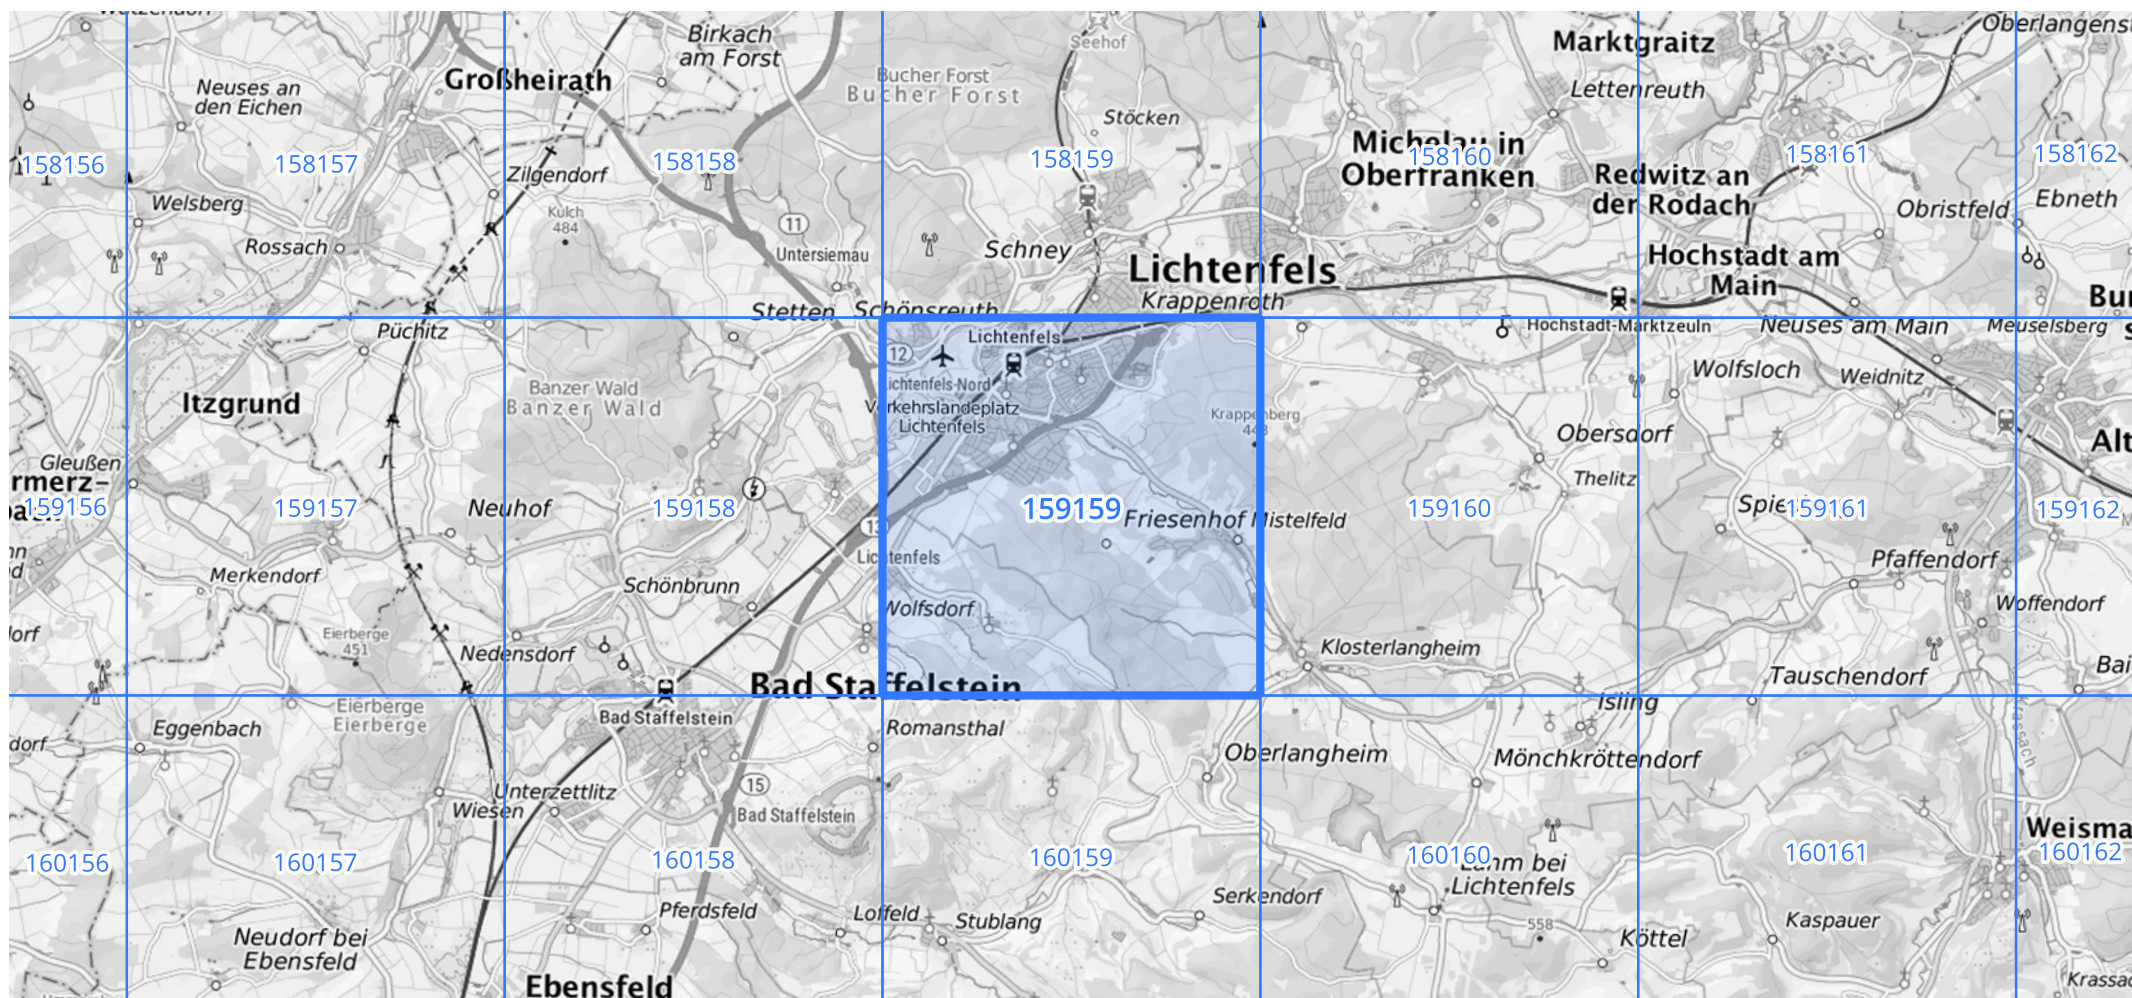 Birkach
am Forst
Seehof
Marktgraitz
Großheirath
Bucher Forst
Bucher Forst
Neuses an
den Eichen
Lettenreuth
Stöcken
Michelau in
Oberfranken
158156
158157
158158
158159
158160
158161
158162
Zilgendorf
Redwitz an
der Rodach
Welsberg
Kulch
484
Obristfeld
Ebneth
11
Rossach
Untersiemau
Schney
Lichtenfels
Hochstadt am
Main
Krappenroth
Stetten
Schönsreuth
Püchitz
Lichtenfels
Hochstadt-Marktzeuln
Neuses am Main
Meuselsberg
12
Lichtenfels-Nord
Wolfsloch
Weidnitz
Banzer Wald
Banzer Wald
Itzgrund
Verkehrslandeplatz
Lichtenfels
Krappenberg
443
Obersdorf
Gleußen
Thelitz
159156
159157
159158
159159
159160
159161
159162
Neuhof
13
Friesenhof
Mistelfeld
Lichtenfels
Pfaffendorf
Merkendorf
Schönbrunn
Wolfsdorf
Woffendorf
Eierberge
451
Nedensdorf
Klosterlangheim
Tauschendorf
Bad Staffelstein
Isling
Eierberge
Eierberge
Bad Staffelstein
Eggenbach
Romansthal
Krassach
Oberlangheim
Mönchkröttendorf
15
Unterzettlitz
Wiesen
Bad Staffelstein
160156
160157
160158
160159
160160
160161
160162
Lahm bei
Lichtenfels
Serkendorf
Pferdsfeld
Loffeld
Stublang
558
Kaspauer
Neudorf bei
Ebensfeld
Köttel
Ebensfeld